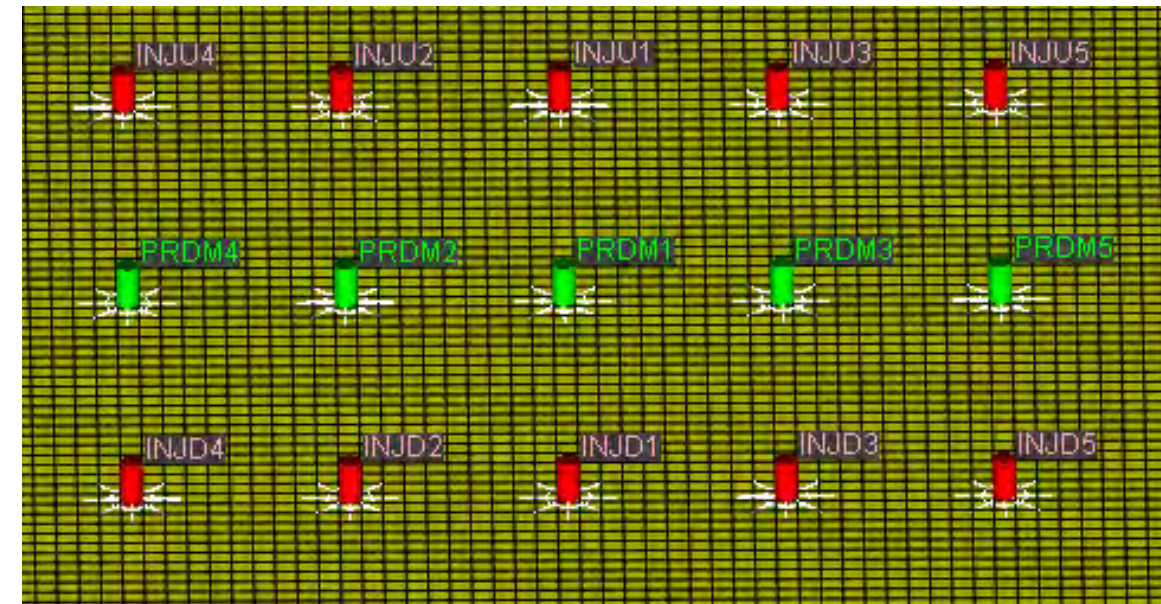 INJU4 INJU2 INJU1 INJU3 INJU5
PRDM4 PRDM2 PRDM1 PRDM3 PRDM5
INJD4 INJD2 INJD1 INJD3 INJD5